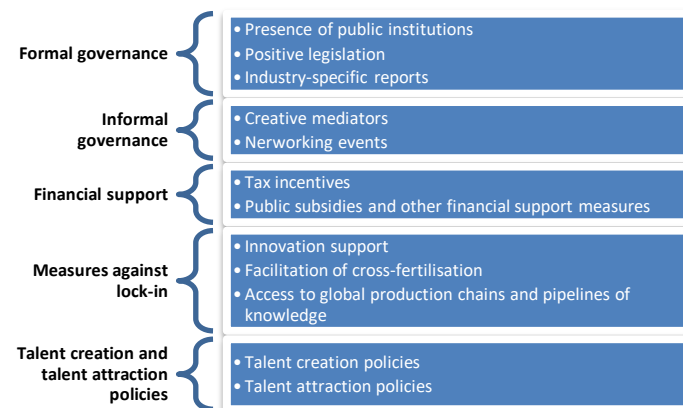 Formal governance
• Presence of public institutions
• Positive legislation
• Industry-specific reports
Informal
governance
• Creative mediators
• Nerworking events
Financial support
• Tax incentives
• Public subsidies and other financial support measures
Measures against
lock-in
• Innovation support
• Facilitation of cross-fertilisation
• Access to global production chains and pipelines of
knowledge
Talent creation and
talent attraction
policies
• Talent creation policies
• Talent attraction policies